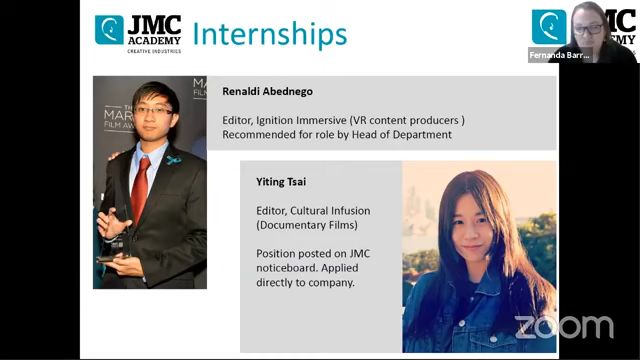 JMC
ACADEMY
CREATIVE INDUSTRIES
Internships
Fernanda Barr...
Renaldi Abednego
Editor, Ignition Immersive (VR content producers )
Recommended for role by Head of Department
Yiting Tsai
Editor, Cultural Infusion
(Documentary Films)
Position posted on JMC
noticeboard. Applied
directly to company.
zoom